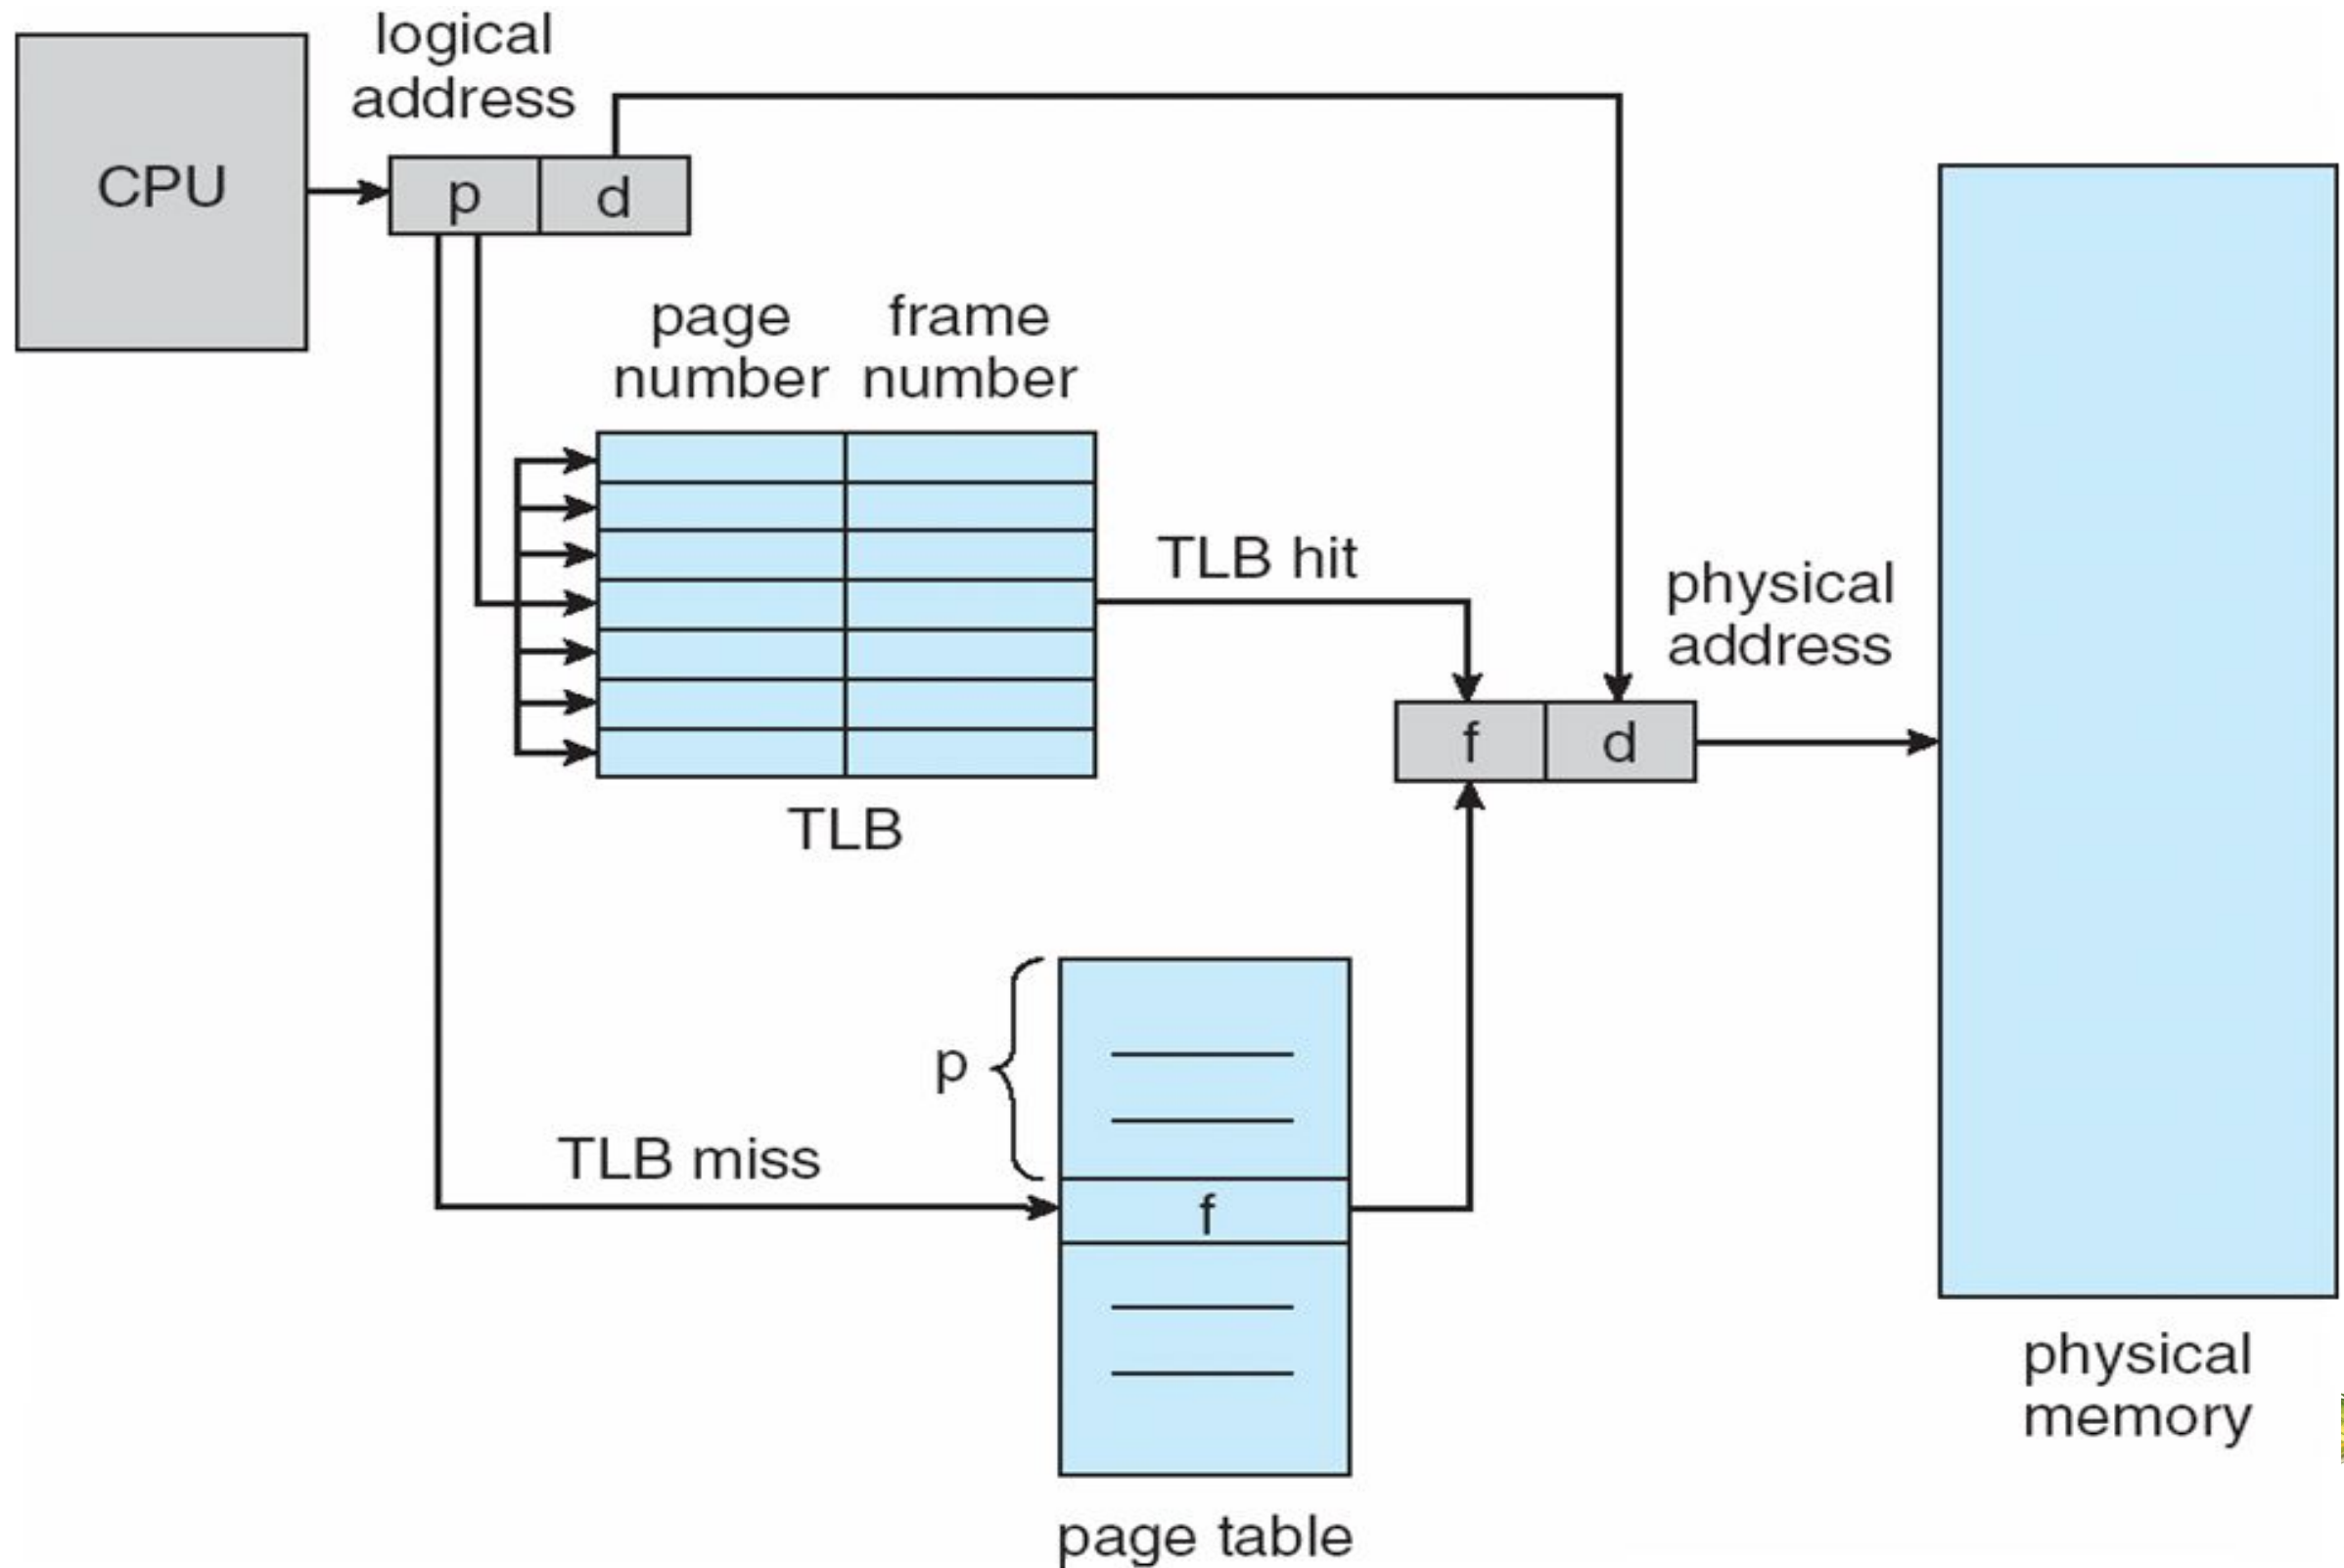 logical
address
CPU
p
d
page
number
frame
number
TLB hit
physical
address
f
d
TLB
p
TLB miss
f
physical
memory
page table